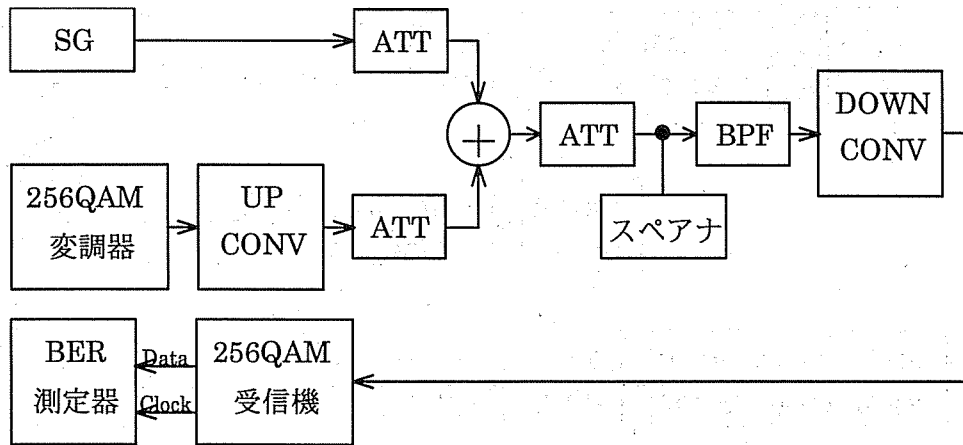 SG
ATT
+
ATT
BPF
DOWN
CONV
スペアナ
256QAM
変調器
UP
CONV
ATT
BER
測定器
Data
Clock
256QAM
受信機